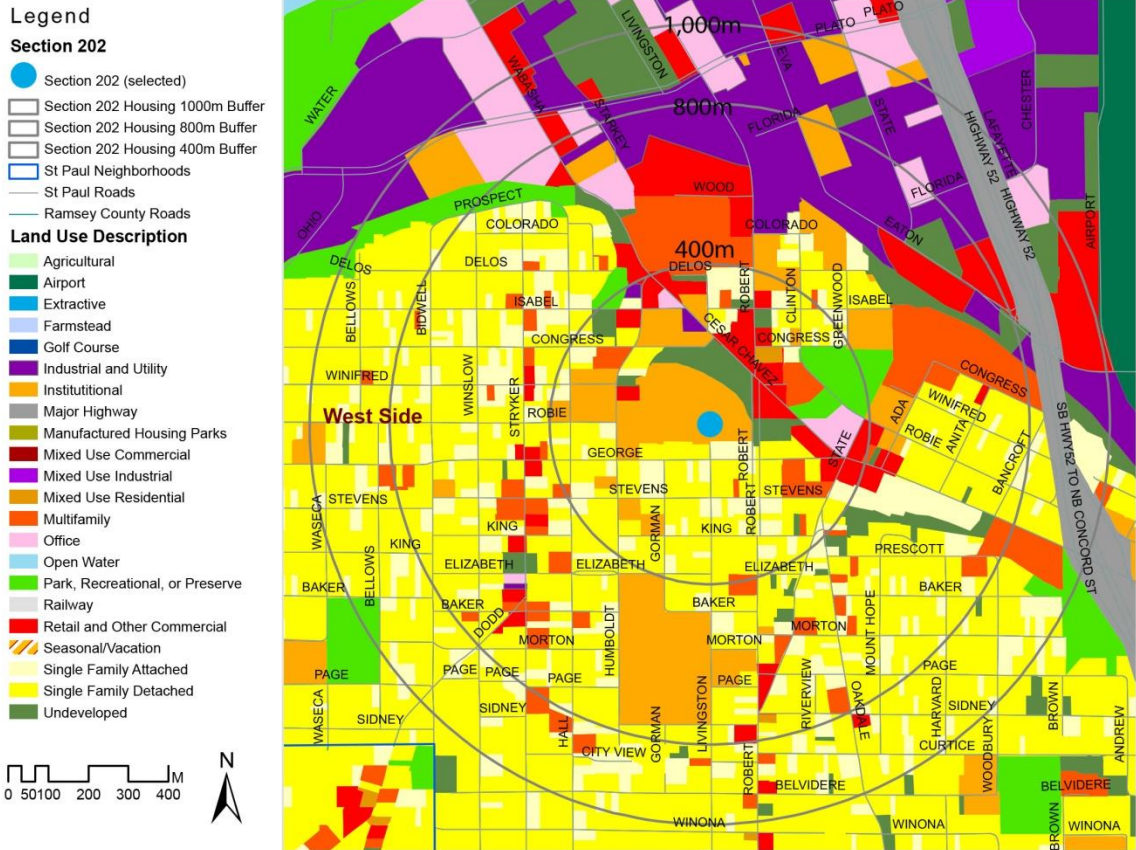 Legend
Section 202
Section 202 (selected)
Section 202 Housing 1000m Buffer
Section 202 Housing 800m Buffer
Section 202 Housing 400m Buffer
St Paul Neighborhoods
St Paul Roads
Ramsey County Roads
Land Use Description
Agricultural
Airport
Extractive
Farmstead
Golf Course
Industrial and Utility
Institutitional
Major Highway
Manufactured Housing Parks
Mixed Use Commercial
Mixed Use Industrial
Mixed Use Residential
Multifamily
Office
Open Water
Park, Recreational, or Preserve
Railway
Retail and Other Commercial
Seasonal/Vacation
Single Family Attached
Single Family Detached
Undeveloped
M
0 50100 200 300 400
N
PLATO
PLATO
LIVINGSTON
1,000m
EVA
WABASHA
WATER
STARKEY
800m
FLORIDA
STATE
HIGHWAY 52
LAFAYETTE
CHESTER
HIGHWAY 52
FLORIDA
WOOD
PROSPECT
OHIO
COLORADO
COLORADO
EATON
AIRPORT
400m
DELOS
DELOS
DELOS
ROBERT
CLINTON
GREENWOOD
ISABEL
ISABEL
BELLOWS
BIDWELL
CONGRESS
CESAR CHAVEZ
CONGRESS
CONGRESS
WINIFRED
WINSLOW
STRYKER
ROBIE
West Side
ADA
WINIFRED
ROBIE
ANITA
BANCROFT
SB HWY52 TO NB CONCORD ST
GEORGE
ROBERT
STATE
STEVENS
STEVENS
STEVENS
ROBERT
WASECA
KING
KING
KING
GORMAN
PRESCOTT
ELIZABETH
ELIZABETH
ELIZABETH
BELLOWS
BAKER
BAKER
BAKER
BAKER
DODD
MORTON
MORTON
MORTON
HUMBOLDT
MOUNT HOPE
PAGE
PAGE
PAGE
PAGE
PAGE
PAGE
WASECA
SIDNEY
SIDNEY
SIDNEY
HALL
GORMAN
LIVINGSTON
RIVERVIEW
OAKDALE
HARVARD
WOODBURY
BROWN
ANDREW
CITY VIEW
CURTICE
ROBERT
BELVIDERE
BELVIDERE
BROWN
WINONA
WINONA
WINONA